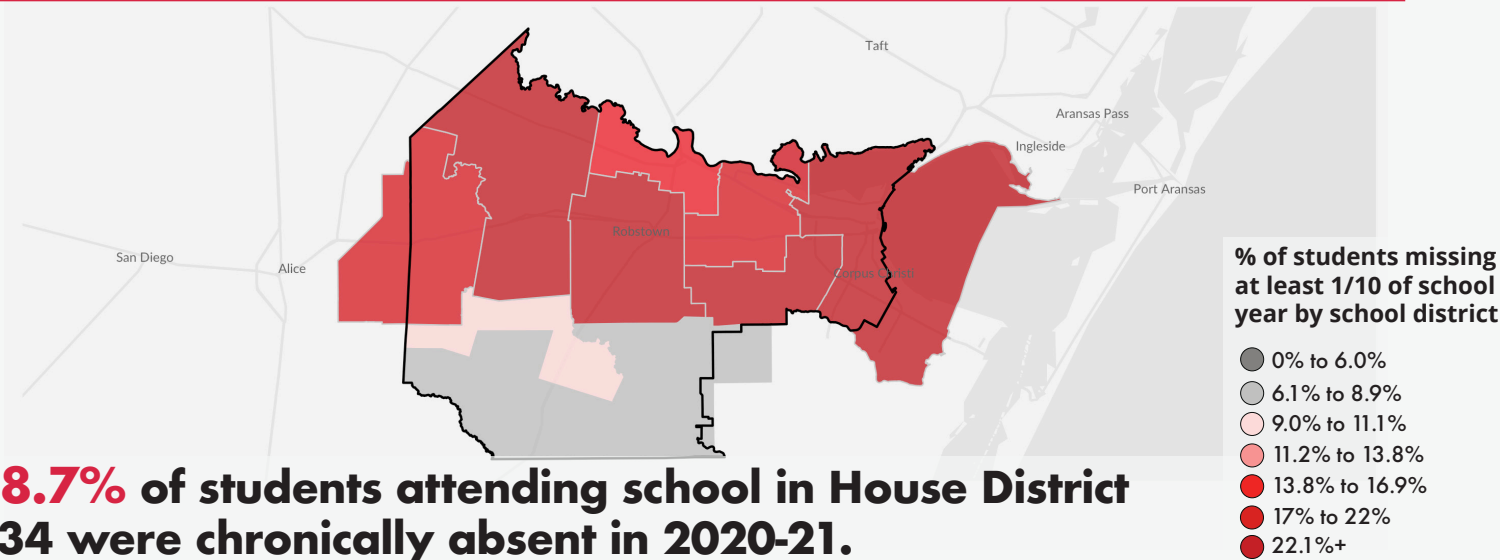 Taft
Aransas Pass
Ingleside
Port Aransas
Robstown
San Diego
Alice
Corpus Christi
% of students missing
at least 1/10 of school
year by school district
0% to 6.0%
6.1% to 8.9%
9.0% to 11.1%
11.2% to 13.8%
13.8% to 16.9%
17% to 22%
22.1%+
8.7% of students attending school in House District
34 were chronically absent in 2020-21.